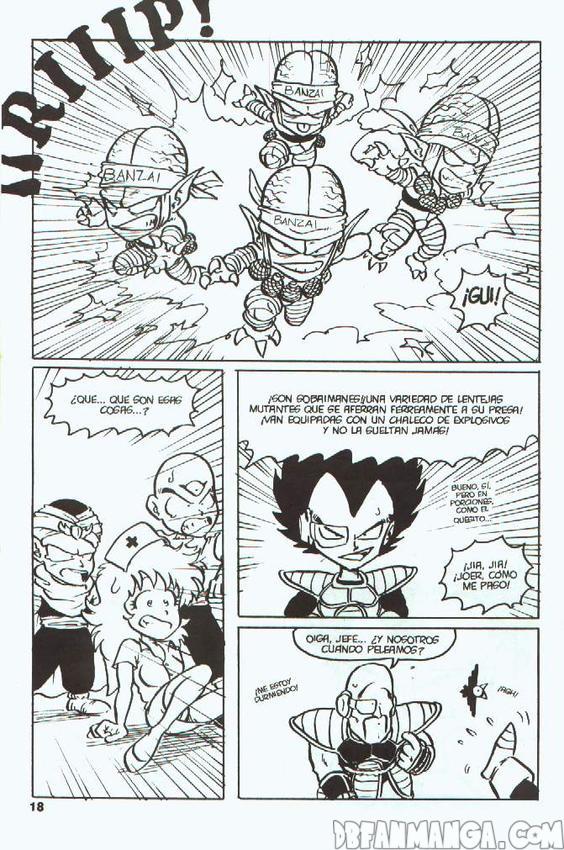 ¡¡RIIIP!
BANZAI
BANZAI
BANZAI
BANZAI
¡GUI!
¿QUE... QUE SON ESAS
COSAS...?
¡SON SOBAIMANES! ¡UNA VARIEDAD DE LENTEJAS
MUTANTES QUE SE AFERRAN FERREAMENTE A SU PRESA!
¡VAN EQUIPADAS CON UN CHALECO DE EXPLOSIVOS
Y NO LA SUELTAN JAMAS!
BUENO, SÍ,
PERO EN
PORCIONES,
COMO EL
QUESITO...
¡JIA, JIA!
¡JOER, CÓMO
ME PASO!
OIGA, JEFE... ¿Y NOSOTROS
CUANDO PELEAMOS?
¡ME ESTOY
DURMIENDO!
¡AGH!
18
DBFANMANGA.COM